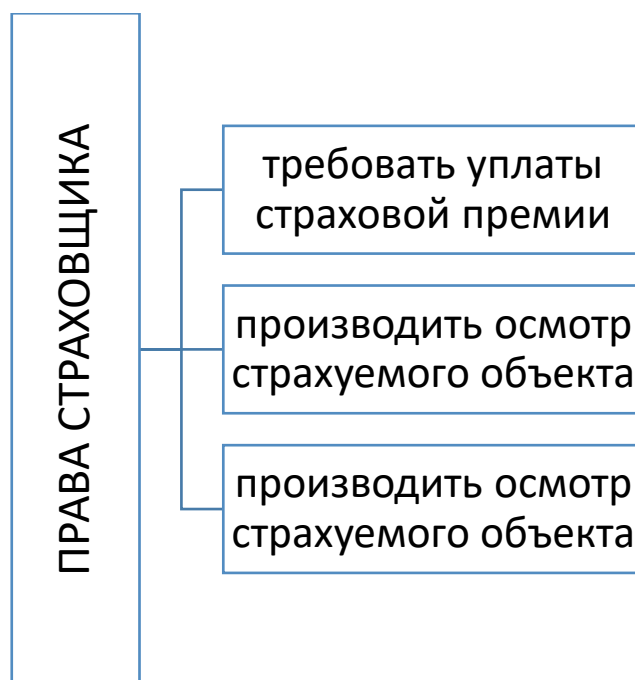 ПРАВА СТРАХОВЩИКА
требовать уплаты
страховой премии
производить осмотр
страхуемого объекта
производить осмотр
страхуемого объекта